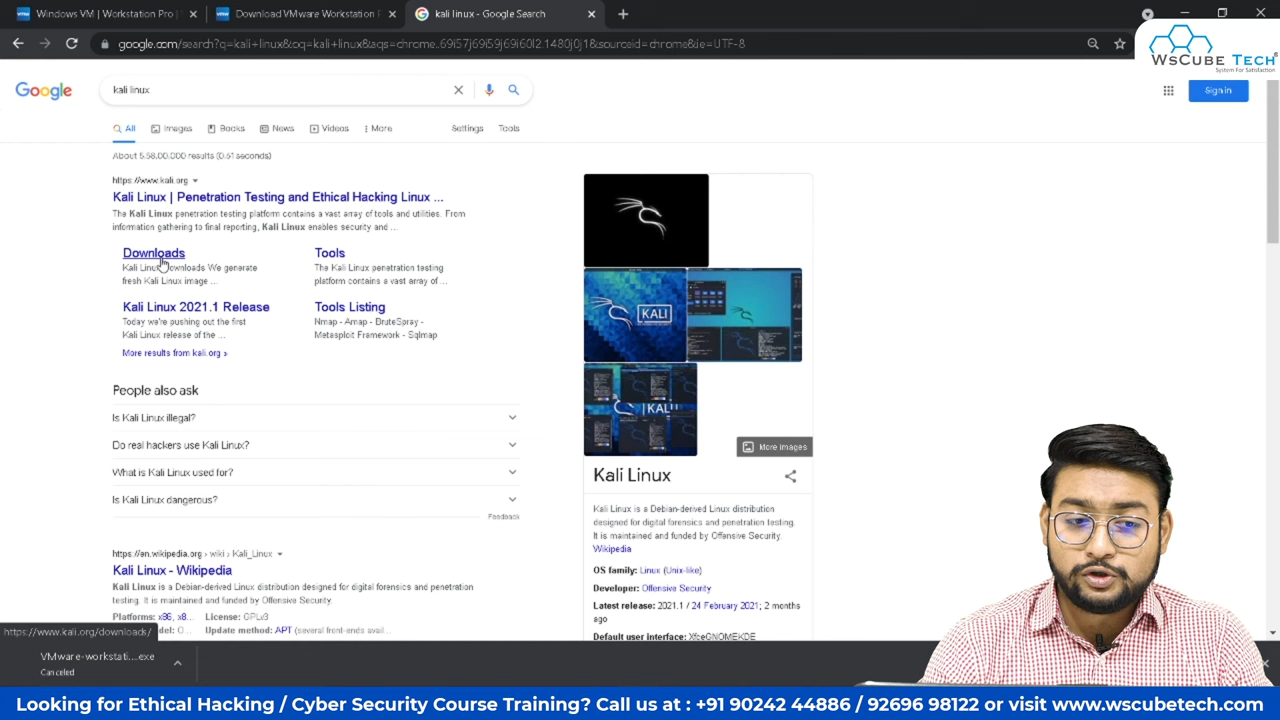 Windows VM | Workstation Pro |
Download VMware Workstation P
kali linux - Google Search
google.com/search?q=kali+linux&oq=kali+linux&aqs=chrome..69i57j69i59j69i60l2.1480j0j1&sourceid=chrome&ie=UTF-8
WsCube Tech
System For Satisfaction
Google
kali linux
Sign in
All
Images
Books
News
Videos
More
Settings
Tools
About 5,58,00,000 results (0.51 seconds)
https://www.kali.org
Kali Linux | Penetration Testing and Ethical Hacking Linux ...
The Kali Linux penetration testing platform contains a vast array of tools and utilities. From
information gathering to final reporting, Kali Linux enables security and ...
Downloads
Kali Linux Downloads We generate
fresh Kali Linux image ...
Tools
The Kali Linux penetration testing
platform contains a vast array of ...
Kali Linux 2021.1 Release
Today we're pushing out the first
Kali Linux release of the ...
Tools Listing
Nmap - Amap - BruteSpray -
Metasploit Framework - Sqlmap
More results from kali.org »
People also ask
Is Kali Linux illegal?
Do real hackers use Kali Linux?
What is Kali Linux used for?
Is Kali Linux dangerous?
Feedback
https://en.wikipedia.org › wiki › Kali_Linux
Kali Linux - Wikipedia
Kali Linux is a Debian-derived Linux distribution designed for digital forensics and penetration
testing. It is maintained and funded by Offensive Security.
Platforms: x86, x8... License: GPLv3
del: O... Update method: APT (several front-ends avai...
KALI
KALI
More Images
Kali Linux
Kali Linux is a Debian-derived Linux distribution
designed for digital forensics and penetration testing.
It is maintained and funded by Offensive Security.
Wikipedia
OS family: Linux (Unix-like)
Developer: Offensive Security
Latest release: 2021.1 / 24 February 2021; 2 months
ago
Default user interface: XfceGNOMEKDE
https://www.kali.org/downloads/
VMware-workstati....exe
Canceled
Looking for Ethical Hacking / Cyber Security Course Training? Call us at : +91 90242 44886 / 92696 98122 or visit www.wscubetech.com